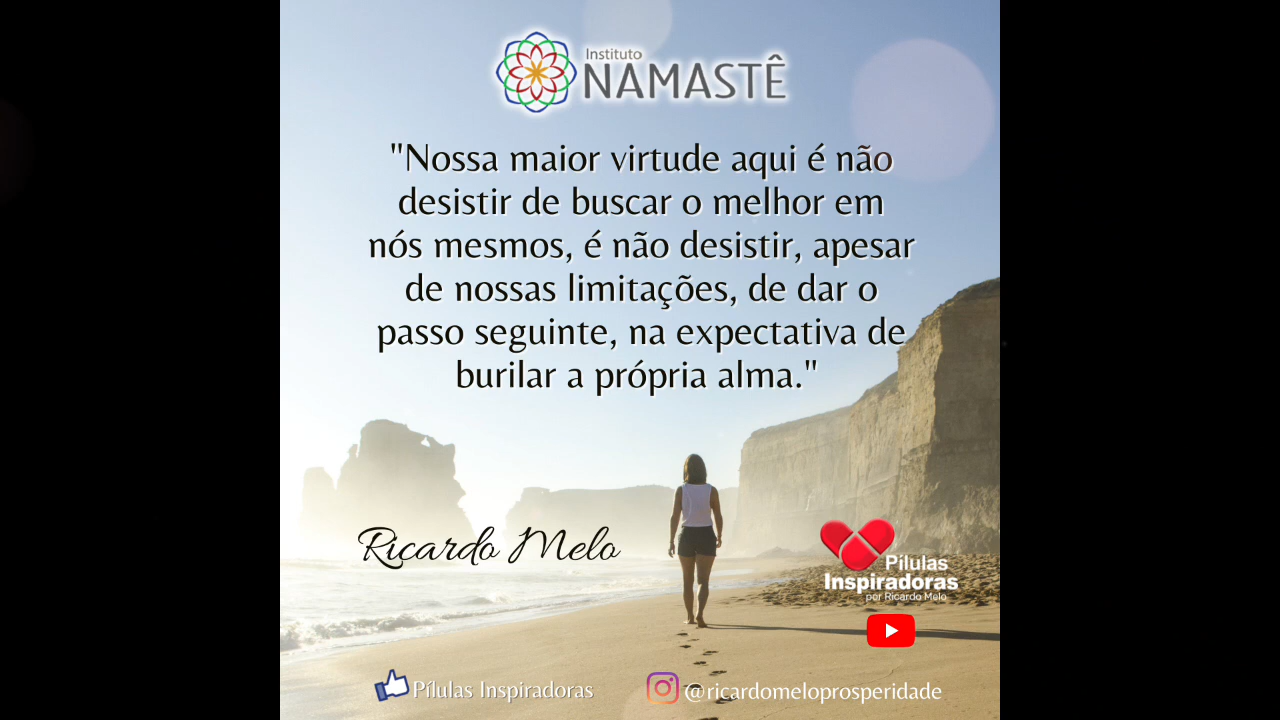 Instituto
NAMASTÊ
"Nossa maior virtude aqui é não
desistir de buscar o melhor em
nós mesmos, é não desistir, apesar
de nossas limitações, de dar o
passo seguinte, na expectativa de
burilar a própria alma."
Ricardo Melo
Pílulas
Inspiradoras
por Ricardo Melo
Pílulas Inspiradoras
@ricardomeloprosperidade